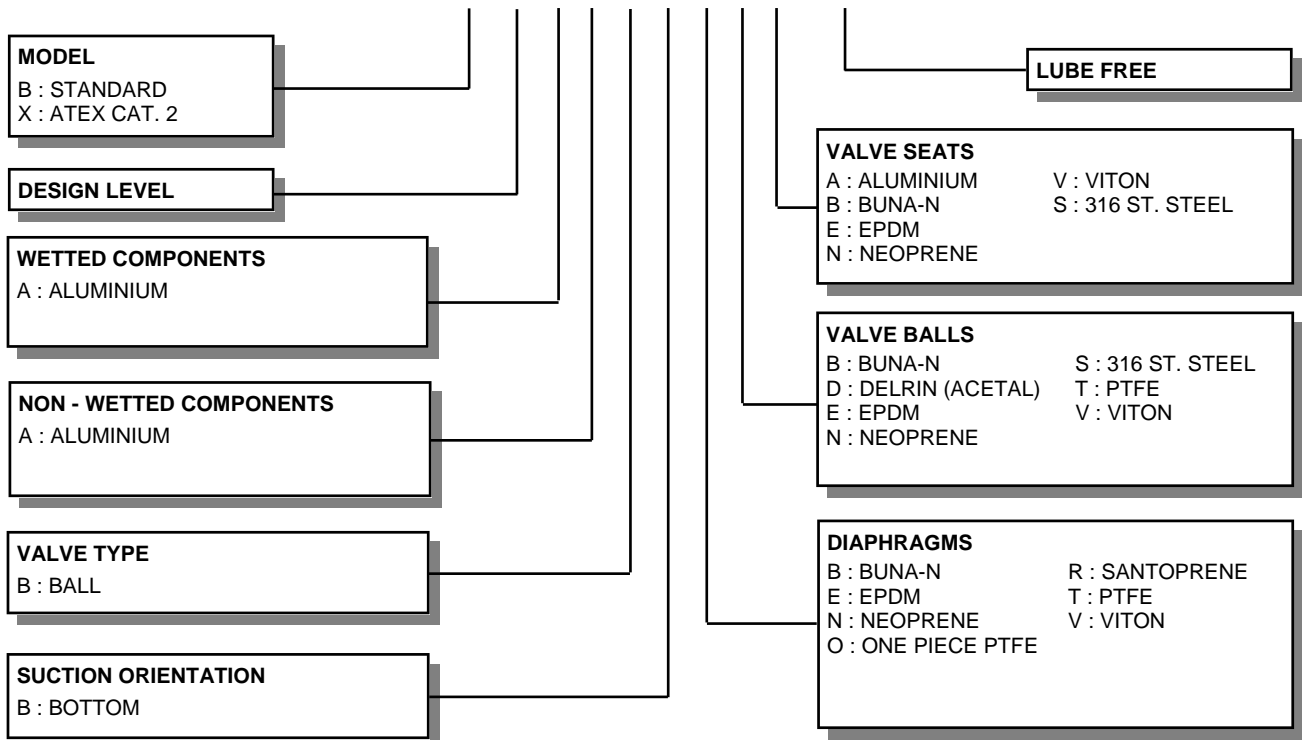 MODEL
B : STANDARD
X : ATEX CAT. 2
DESIGN LEVEL
WETTED COMPONENTS
A : ALUMINIUM
NON - WETTED COMPONENTS
A : ALUMINIUM
VALVE TYPE
B : BALL
SUCTION ORIENTATION
B : BOTTOM
LUBE FREE
VALVE SEATS
A : ALUMINIUM V : VITON
B : BUNA-N S : 316 ST. STEEL
E : EPDM
N : NEOPRENE
VALVE BALLS
B : BUNA-N S : 316 ST. STEEL
D : DELRIN (ACETAL) T : PTFE
E : EPDM V : VITON
N : NEOPRENE
DIAPHRAGMS
B : BUNA-N R : SANTOPRENE
E : EPDM T : PTFE
N : NEOPRENE V : VITON
O : ONE PIECE PTFE